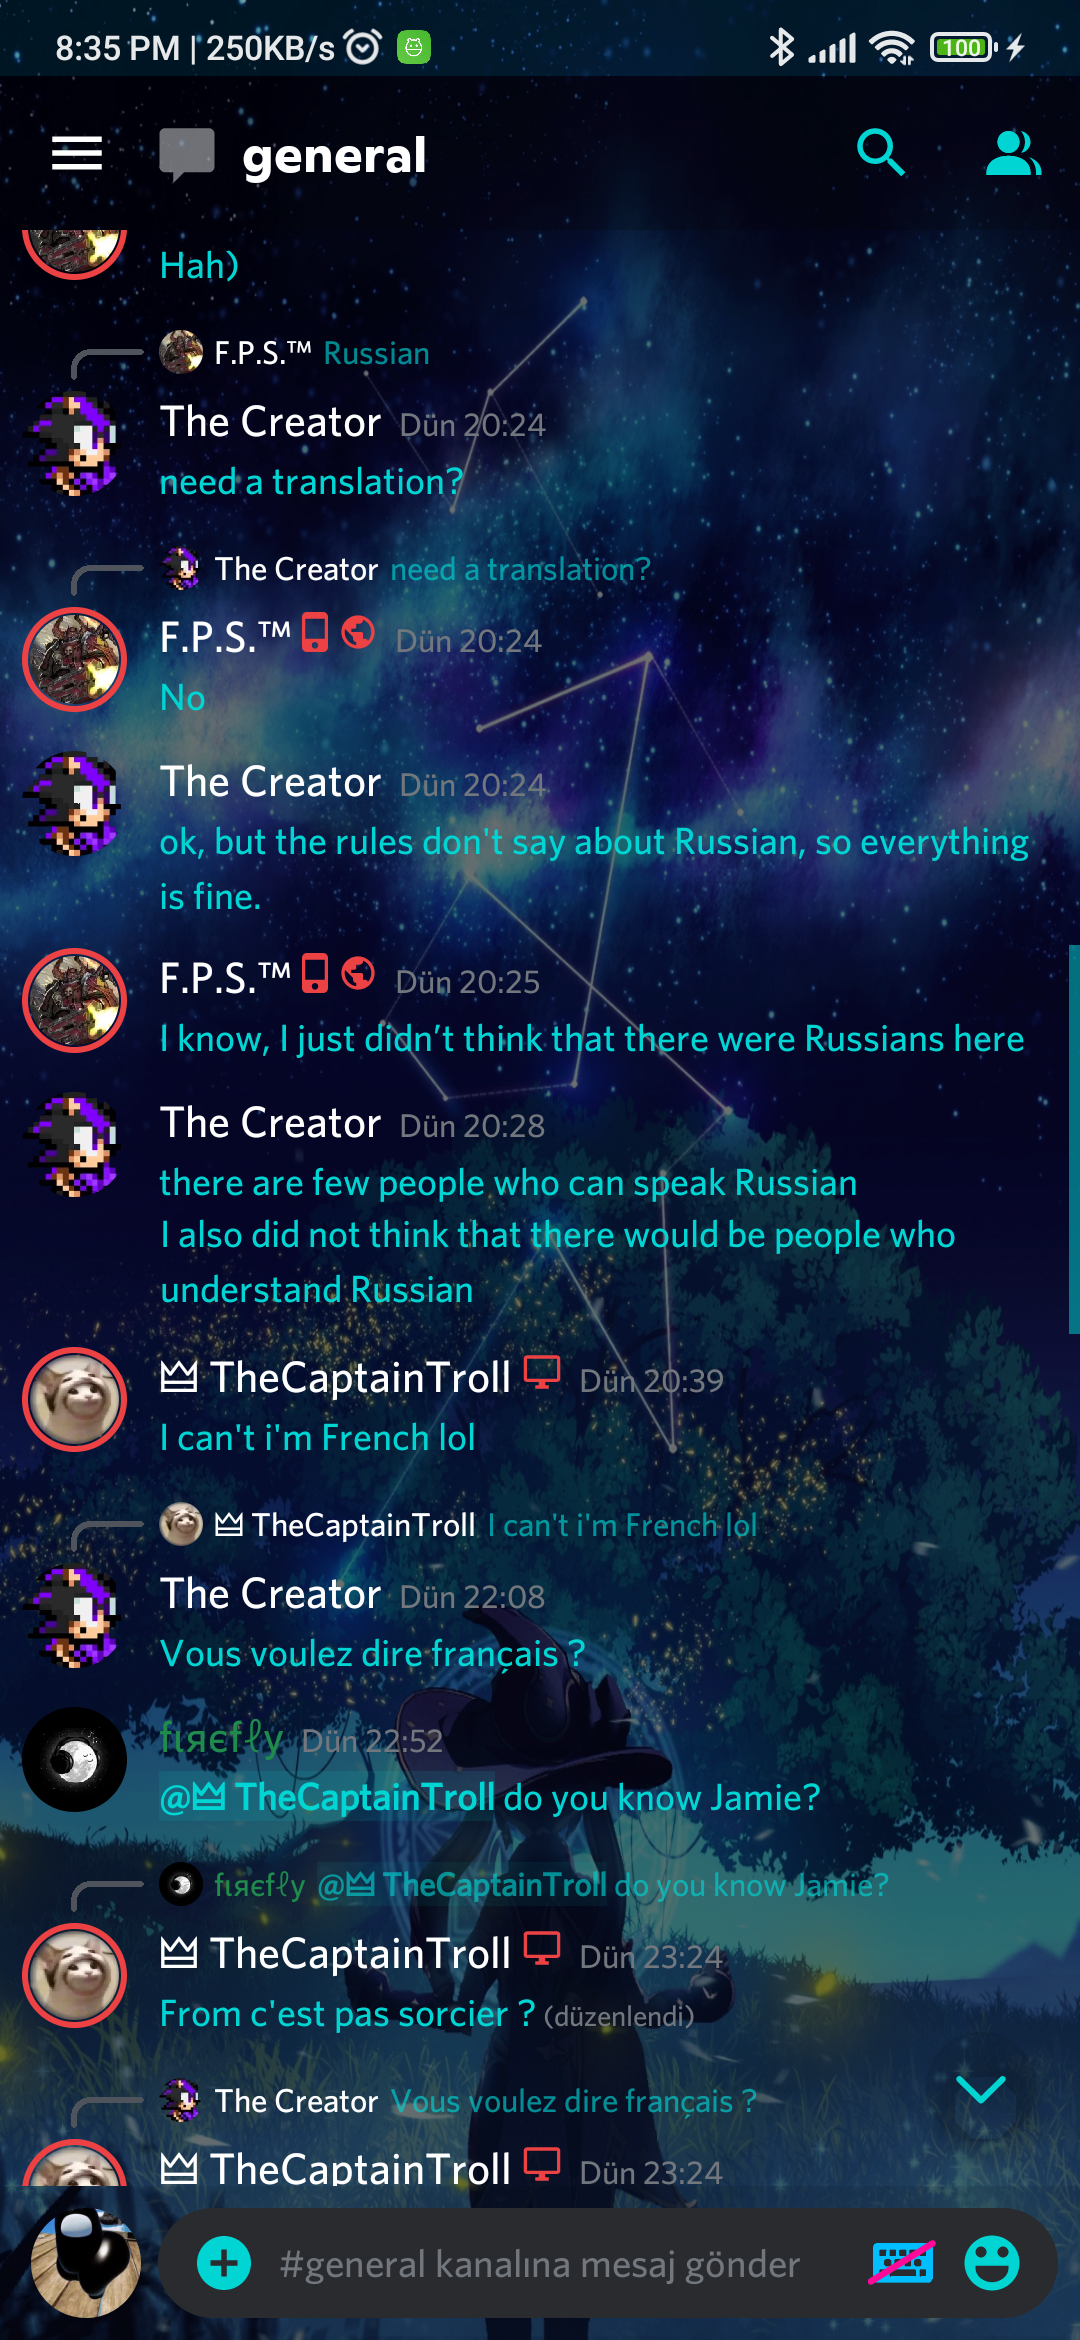 8:35 PM | 250KB/s
100
general
Hah)
F.P.S.™ Russian
The Creator Dün 20:24
need a translation?
The Creator need a translation?
F.P.S.™ Dün 20:24
No
The Creator Dün 20:24
ok, but the rules don't say about Russian, so everything
is fine.
F.P.S.™ Dün 20:25
I know, I just didn’t think that there were Russians here
The Creator Dün 20:28
there are few people who can speak Russian
I also did not think that there would be people who
understand Russian
TheCaptainTroll Dün 20:39
I can't i'm French lol
TheCaptainTroll I can't i'm French lol
The Creator Dün 22:08
Vous voulez dire français ?
fιяєfℓy Dün 22:52
@TheCaptainTroll do you know Jamie?
fιяєfℓy @TheCaptainTroll do you know Jamie?
TheCaptainTroll Dün 23:24
From c'est pas sorcier ? (düzenlendi)
The Creator Vous voulez dire français ?
TheCaptainTroll Dün 23:24
#general kanalına mesaj gönder